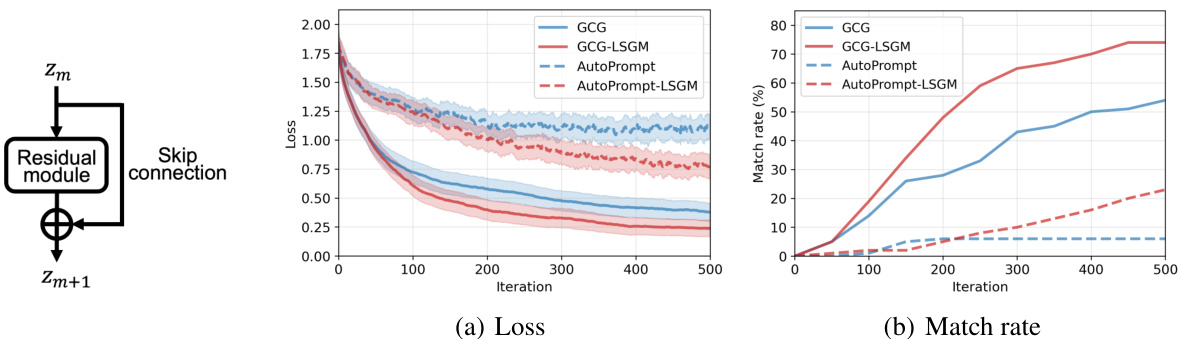 z_m
Residual
module
Skip
connection
z_{m+1}
2.00
1.75
1.50
1.25
1.00
0.75
0.50
0.25
0.00
Loss
0
100
200
300
400
500
Iteration
GCG
GCG-LSGM
AutoPrompt
AutoPrompt-LSGM
(a) Loss
80
70
60
50
40
30
20
10
0
Match rate (%)
0
100
200
300
400
500
Iteration
GCG
GCG-LSGM
AutoPrompt
AutoPrompt-LSGM
(b) Match rate